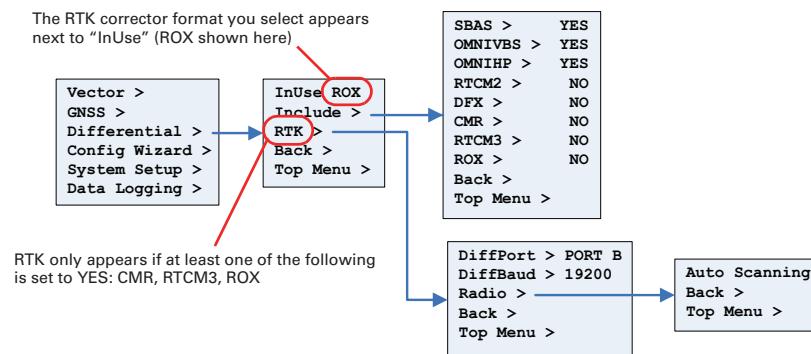 The RTK corrector format you select appears
next to “InUse” (ROX shown here)
Vector >
GNSS >
Differential >
Config Wizard >
System Setup >
Data Logging >
InUse ROX
Include >
RTK >
Back >
Top Menu >
SBAS > YES
OMNIVBS > YES
OMNIHP > YES
RTCM2 > NO
DFX > NO
CMR > NO
RTCM3 > NO
ROX > NO
Back >
Top Menu >
RTK only appears if at least one of the following
is set to YES: CMR, RTCM3, ROX
DiffPort > PORT B
DiffBaud > 19200
Radio >
Back >
Top Menu >
Auto Scanning
Back >
Top Menu >